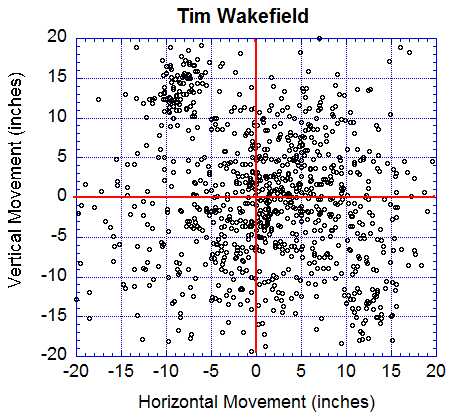 Tim Wakefield
20
15
10
5
0
-5
-10
-15
-20
Vertical Movement (inches)
-20 -15 -10 -5 0 5 10 15 20
Horizontal Movement (inches)